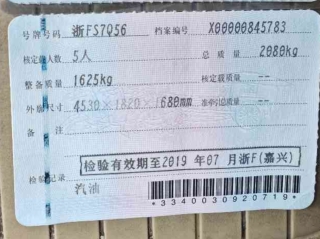 号牌号码 浙FS7Q56 档案编号 X00000845783
核定载人数 5人 总质量 2080kg
整备质量 1625kg 核定载质量 --
外廓尺寸 4530×1820×1680mm 准牵引总质量 --
备注
检验有效期至2019年07月浙F(嘉兴)
检验记录
汽油
*3340030920719*